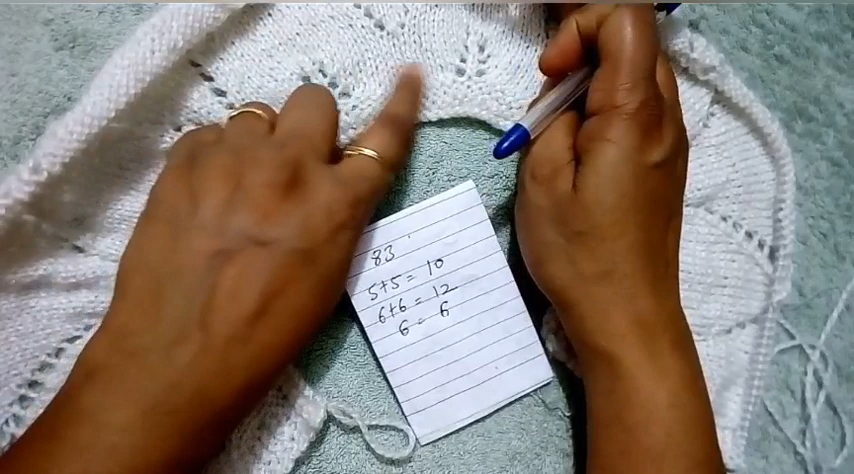 83
5+5= 10
6+6 = 12
6= 6